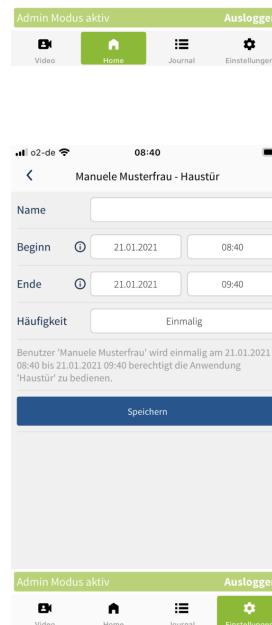 Admin Modus aktiv Auslogge
Video Home Journal Einstellungen
o2-de 08:40
Manuele Musterfrau - Haustür
Name
Beginn 21.01.2021 08:40
Ende 21.01.2021 09:40
Häufigkeit Einmalig
Benutzer 'Manuele Musterfrau' wird einmalig am 21.01.2021
08:40 bis 21.01.2021 09:40 berechtigt die Anwendung
'Haustür' zu bedienen.
Speichern
Admin Modus aktiv Auslogge
Video Home Journal Einstellungen